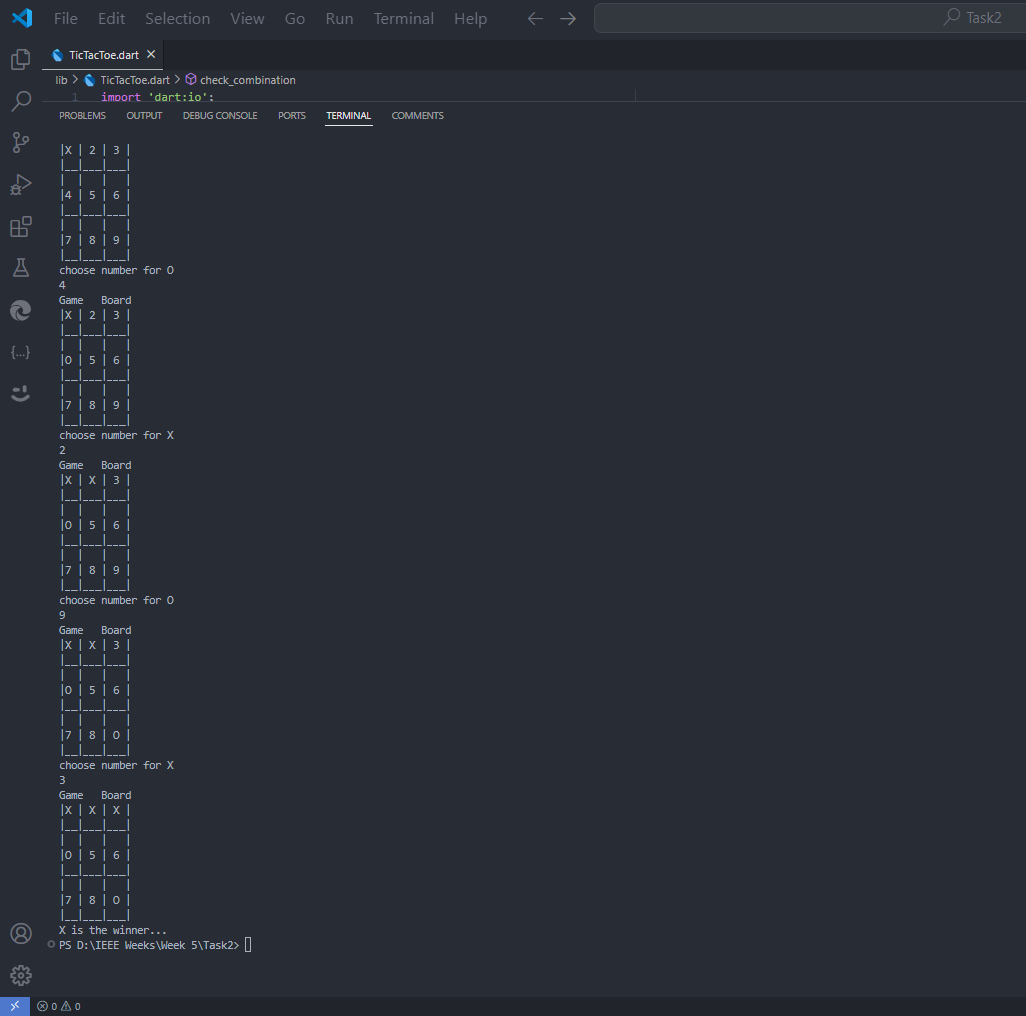 File Edit Selection View Go Run Terminal Help Task2
TicTacToe.dart
lib > TicTacToe.dart > check_combination
1 import 'dart:io';
PROBLEMS OUTPUT DEBUG CONSOLE PORTS TERMINAL COMMENTS
|X | 2 | 3 |
|__|___|___|
|  |   |   |
|4 | 5 | 6 |
|__|___|___|
|  |   |   |
|7 | 8 | 9 |
|__|___|___|
choose number for O
4
Game   Board
|X | 2 | 3 |
|__|___|___|
|  |   |   |
|O | 5 | 6 |
|__|___|___|
|  |   |   |
|7 | 8 | 9 |
|__|___|___|
choose number for X
2
Game   Board
|X | X | 3 |
|__|___|___|
|  |   |   |
|O | 5 | 6 |
|__|___|___|
|  |   |   |
|7 | 8 | 9 |
|__|___|___|
choose number for O
9
Game   Board
|X | X | 3 |
|__|___|___|
|  |   |   |
|O | 5 | 6 |
|__|___|___|
|  |   |   |
|7 | 8 | O |
|__|___|___|
choose number for X
3
Game   Board
|X | X | X |
|__|___|___|
|  |   |   |
|O | 5 | 6 |
|__|___|___|
|  |   |   |
|7 | 8 | O |
|__|___|___|
X is the winner...
PS D:\IEEE Weeks\Week 5\Task2>
0 0